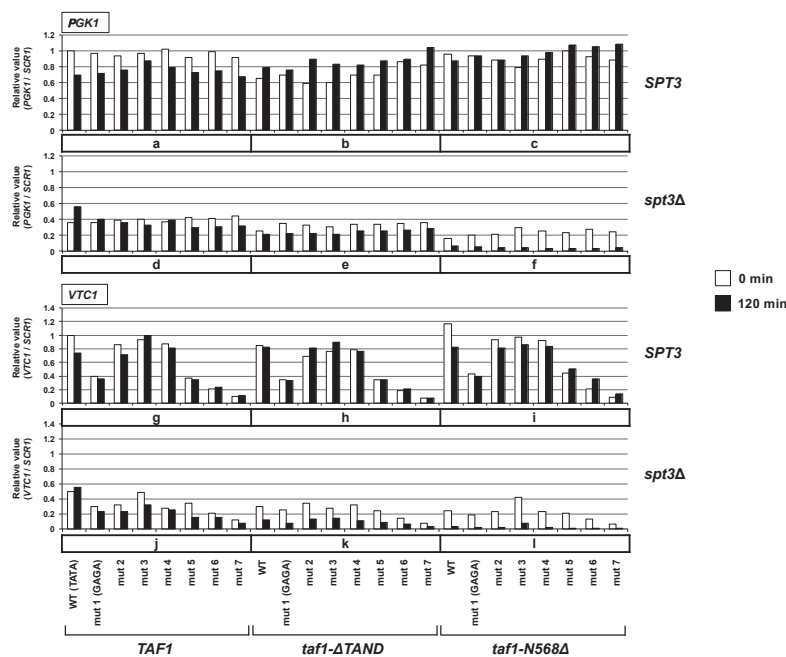 PGK1
Relative value
(PGK1 / SCR1)
1.2
1
0.8
0.6
0.4
0.2
0
SPT3
a b c
Relative value
(PGK1 / SCR1)
1.2
1
0.8
0.6
0.4
0.2
0
spt3Δ
d e f
0 min
120 min
VTC1
Relative value
(VTC1 / SCR1)
1.4
1.2
1
0.8
0.6
0.4
0.2
0
SPT3
g h i
Relative value
(VTC1 / SCR1)
1.4
1.2
1
0.8
0.6
0.4
0.2
0
spt3Δ
j k l
WT (TATA)
mut 1 (GAGA)
mut 2
mut 3
mut 4
mut 5
mut 6
mut 7
WT
mut 1 (GAGA)
mut 2
mut 3
mut 4
mut 5
mut 6
mut 7
WT
mut 1 (GAGA)
mut 2
mut 3
mut 4
mut 5
mut 6
mut 7
TAF1 taf1-ΔTAND taf1-N568Δ